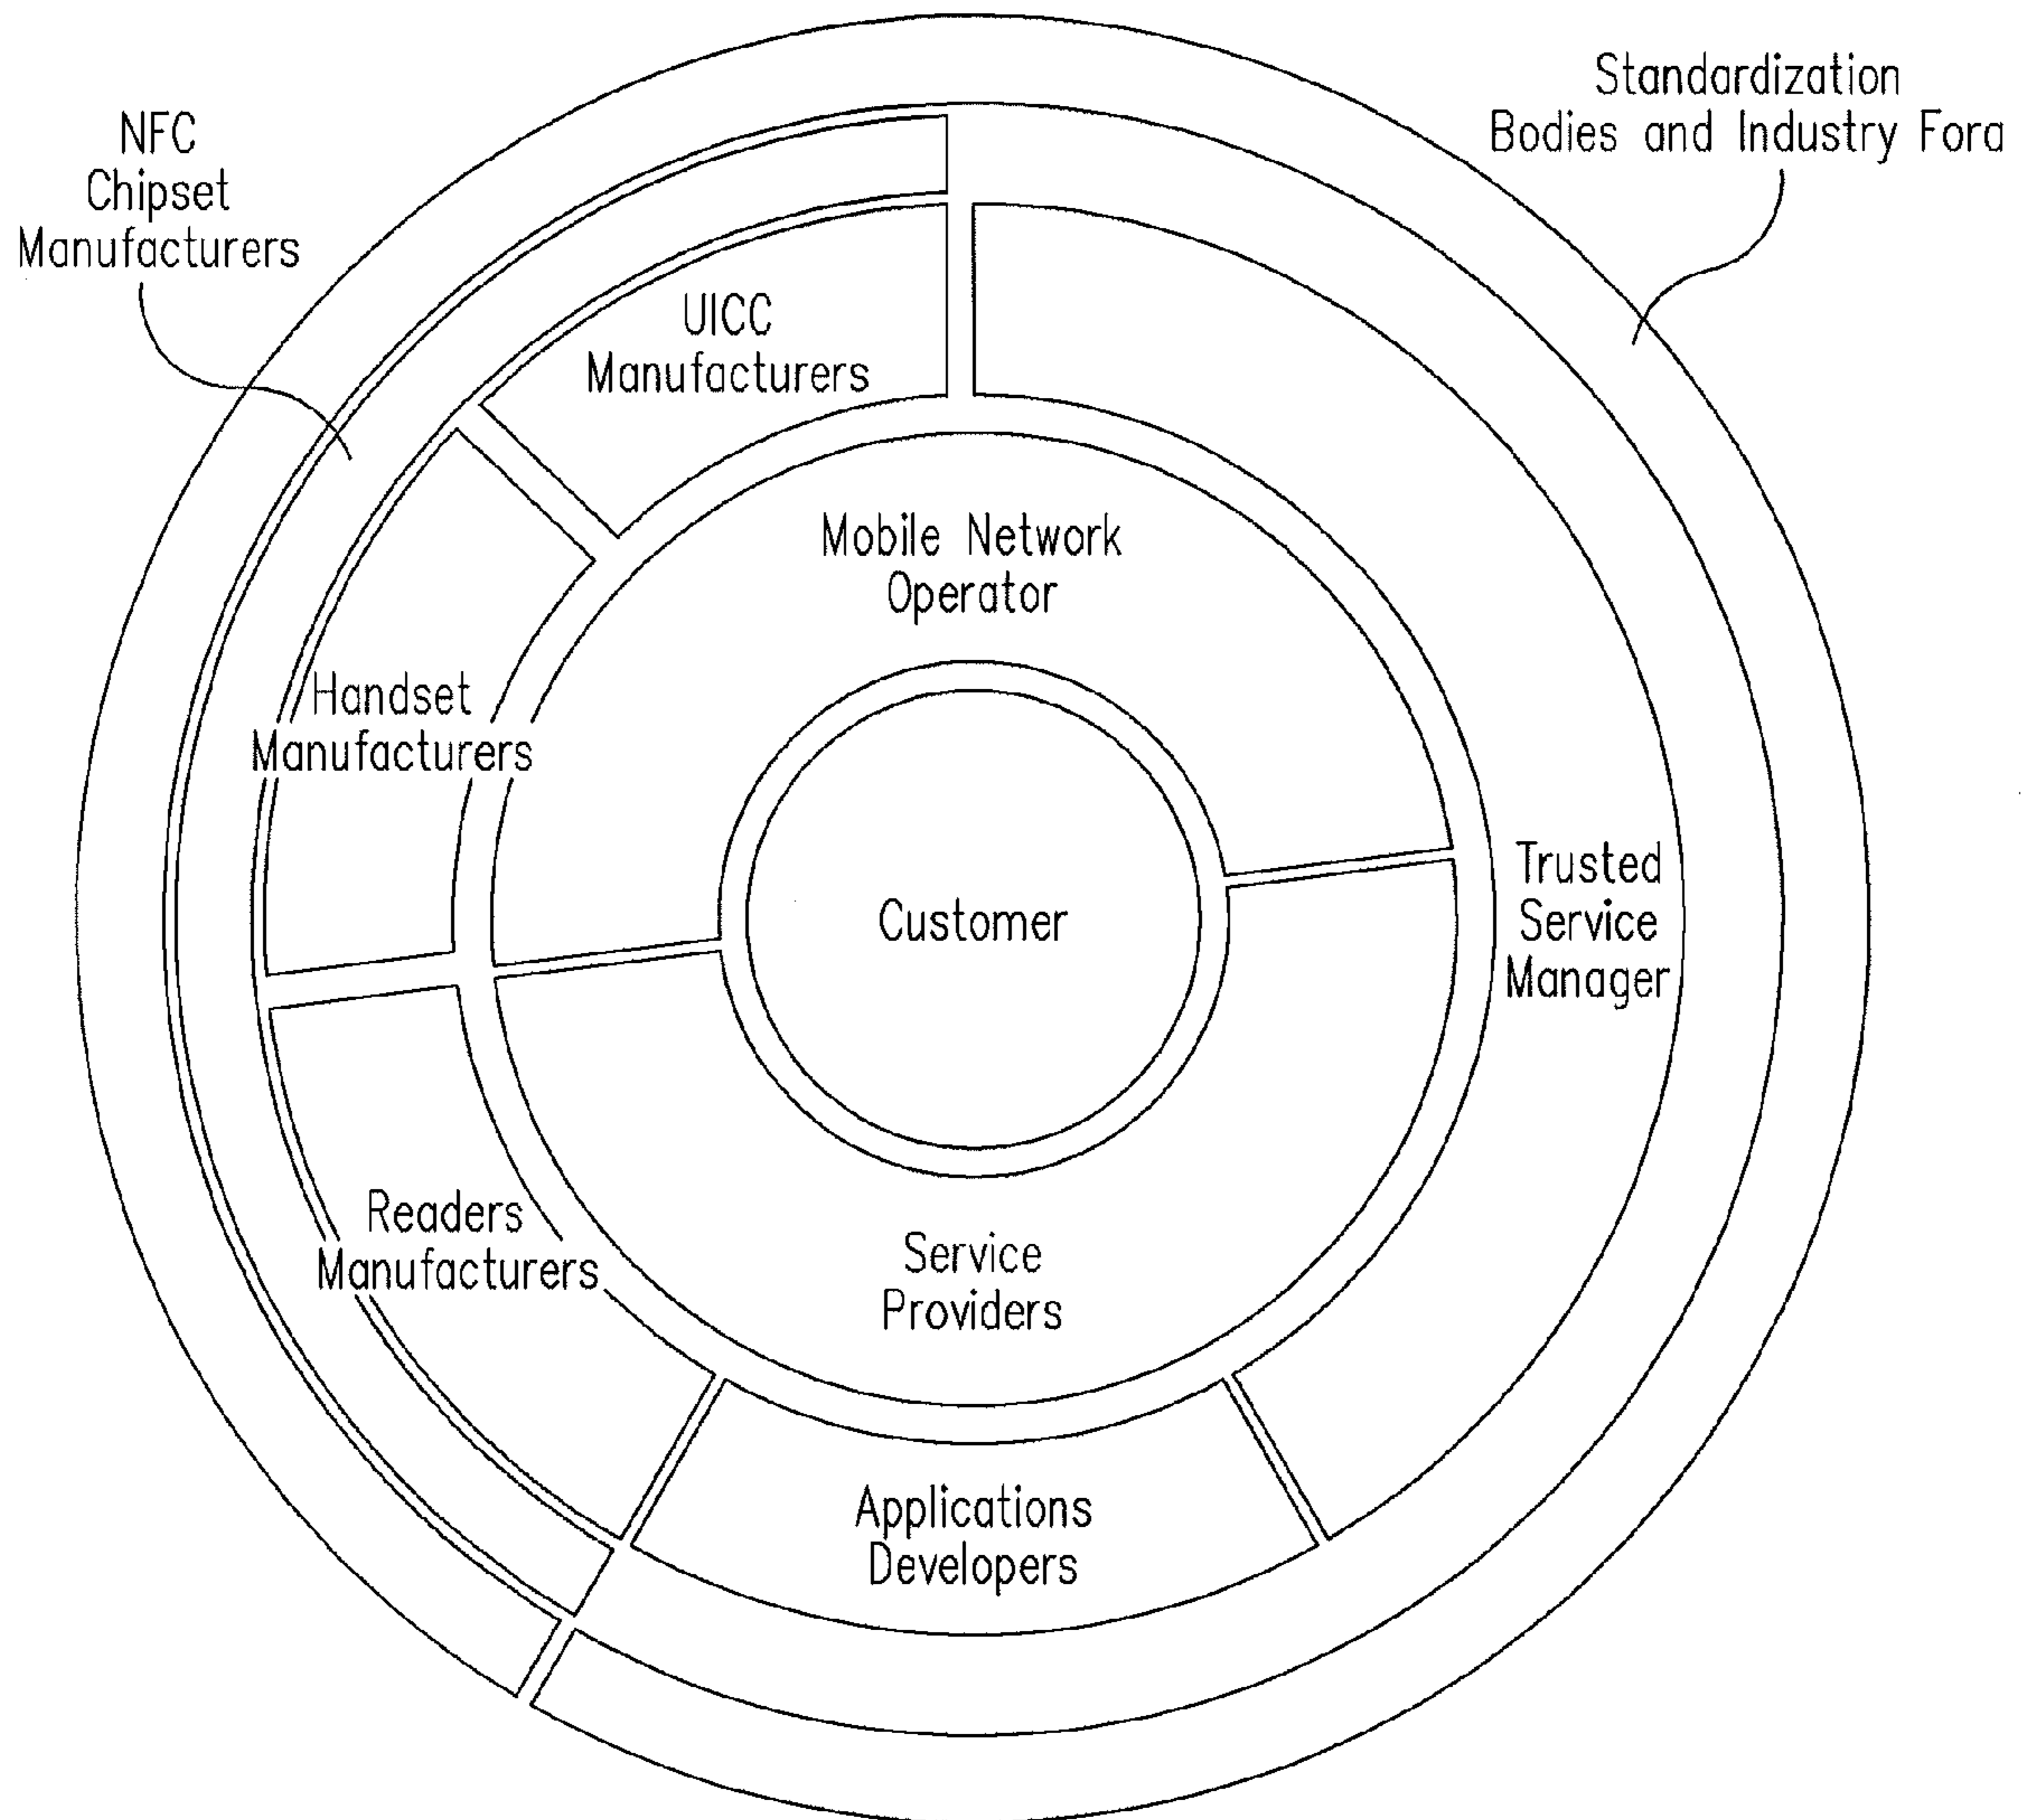 Standardization
Bodies and Industry Fora
NFC
Chipset
Manufacturers
UICC
Manufacturers
Mobile Network
Operator
Handset
Manufacturers
Trusted
Service
Manager
Customer
Readers
Manufacturers
Service
Providers
Applications
Developers